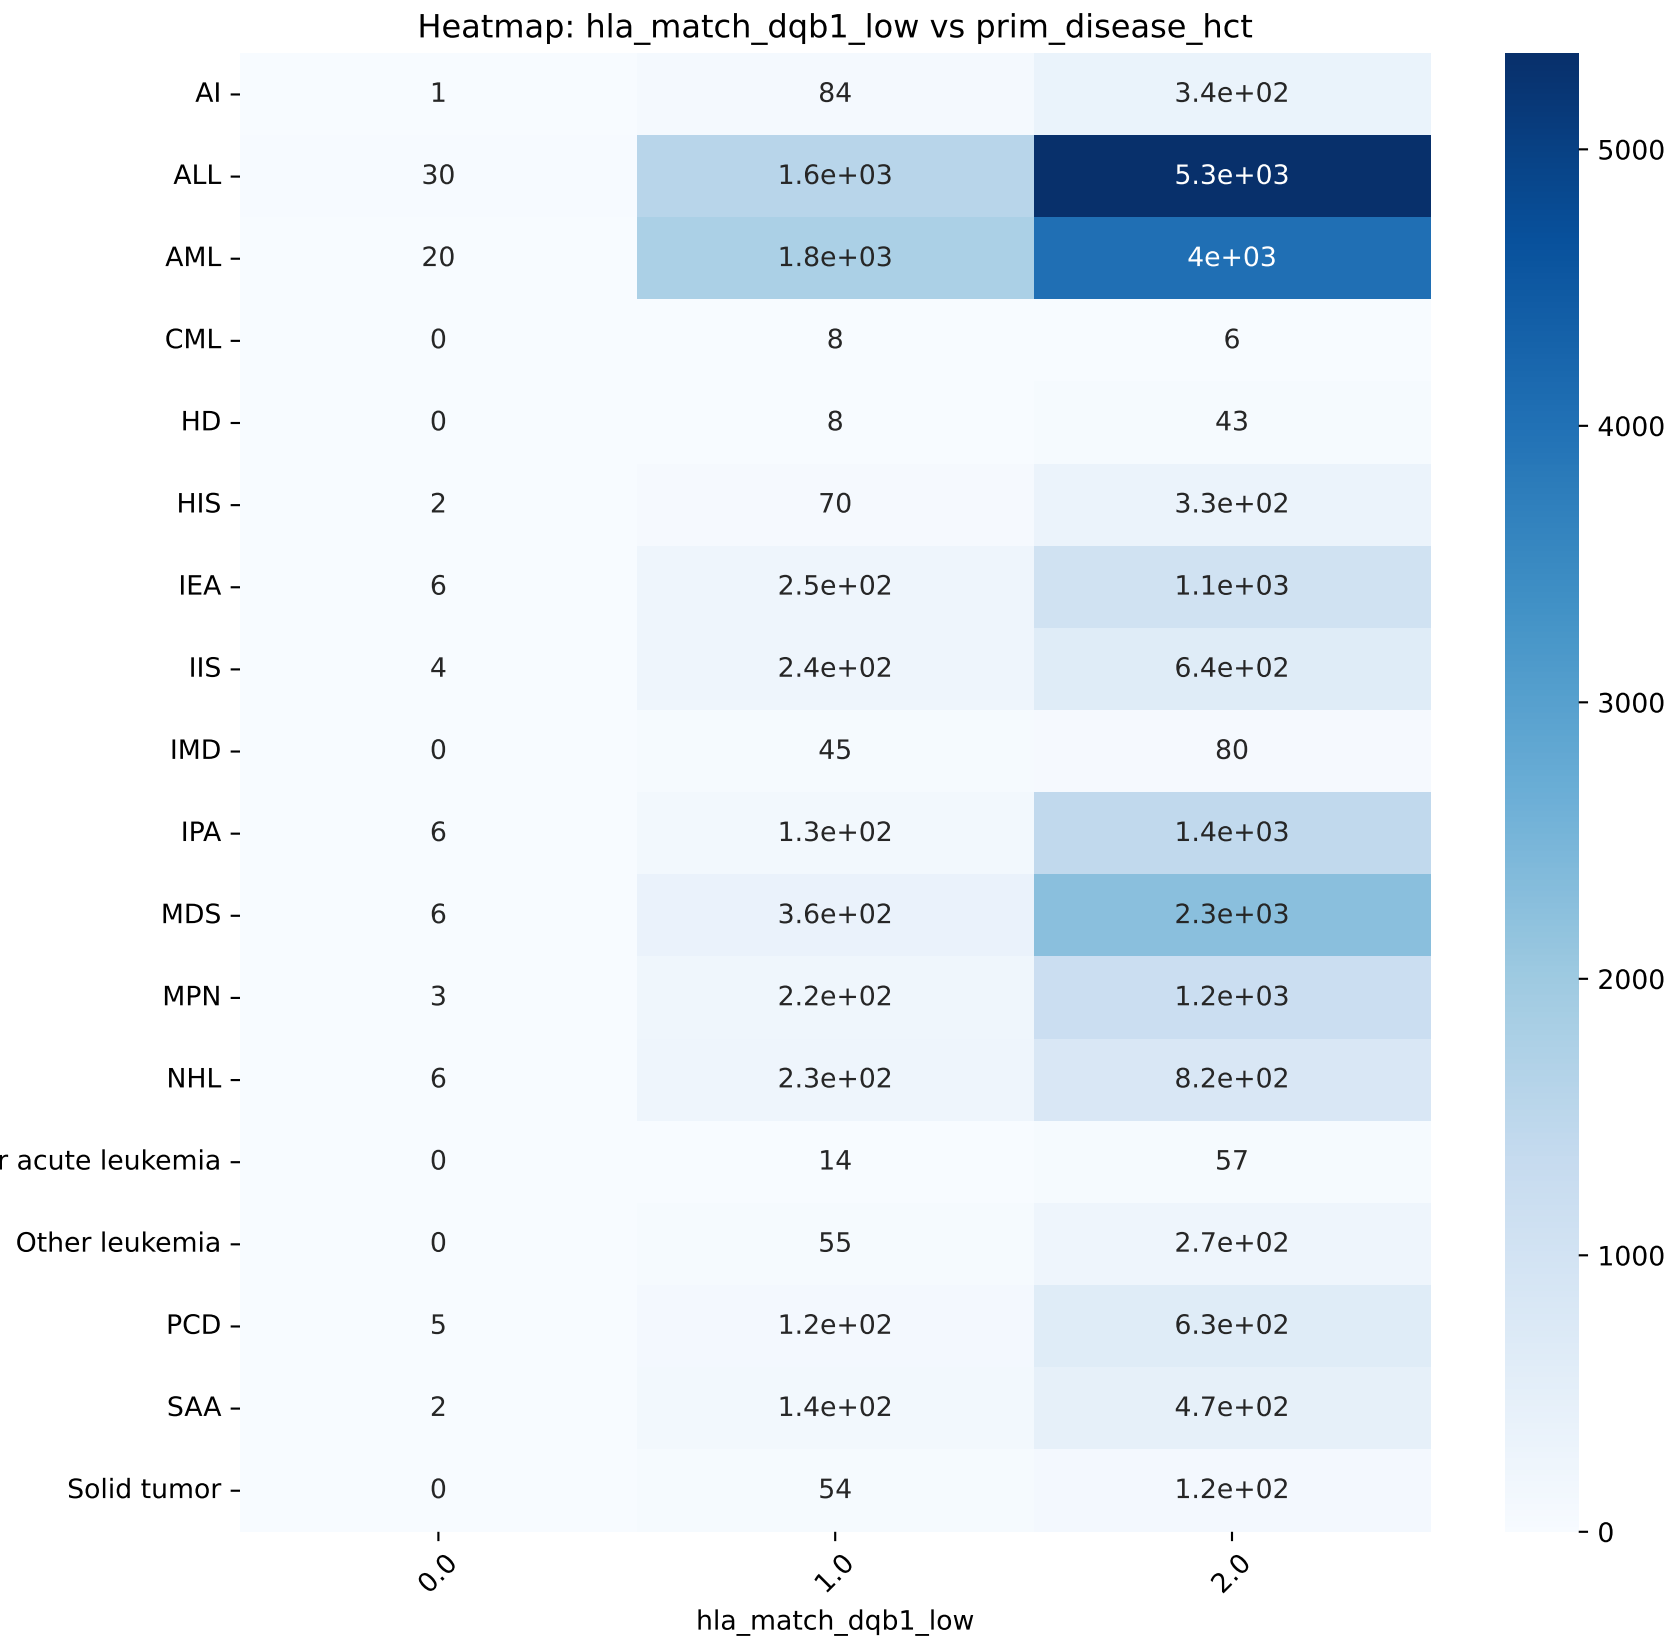 Heatmap: hla_match_dqb1_low vs prim_disease_hct
AI 1 84 3.4e+02
ALL 30 1.6e+03 5.3e+03
AML 20 1.8e+03 4e+03
CML 0 8 6
HD 0 8 43
HIS 2 70 3.3e+02
IEA 6 2.5e+02 1.1e+03
IIS 4 2.4e+02 6.4e+02
IMD 0 45 80
IPA 6 1.3e+02 1.4e+03
MDS 6 3.6e+02 2.3e+03
MPN 3 2.2e+02 1.2e+03
NHL 6 2.3e+02 8.2e+02
r acute leukemia 0 14 57
Other leukemia 0 55 2.7e+02
PCD 5 1.2e+02 6.3e+02
SAA 2 1.4e+02 4.7e+02
Solid tumor 0 54 1.2e+02
0.0 1.0 2.0
hla_match_dqb1_low
5000
4000
3000
2000
1000
0